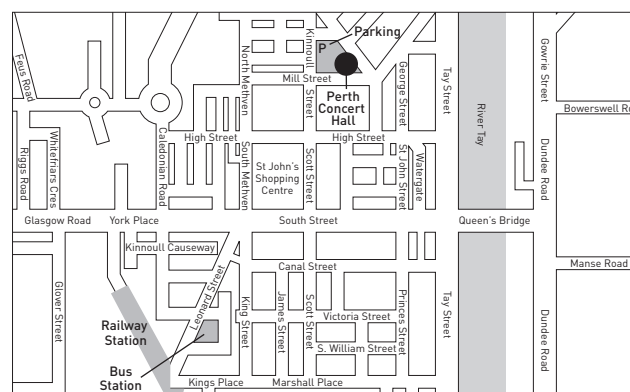 Parking
P
Kinnoull
Street
Mill Street
Perth
Concert
Hall
North Methven
George Street
Tay Street
River Tay
Gowrie Street
Bowerswell Ro
Feus Road
High Street
High Street
Caledonian Road
Whitefriars Cres
Riggs Road
South Methven
St John's
Shopping
Centre
Scott Street
St John Street
Watergate
Dundee Road
Glasgow Road
York Place
South Street
Queen's Bridge
Kinnoull Causeway
Canal Street
Manse Road
Leonard Street
Glover Street
King Street
James Street
Scott Street
Victoria Street
Princes Street
Tay Street
Dundee Road
S. William Street
Railway
Station
Bus
Station
Kings Place
Marshall Place